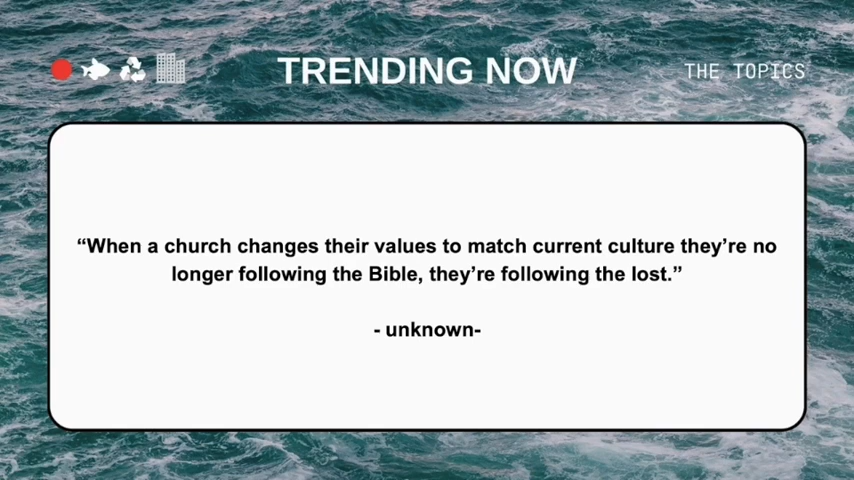 TRENDING NOW
THE TOPICS
“When a church changes their values to match current culture they’re no
longer following the Bible, they’re following the lost.”
- unknown-